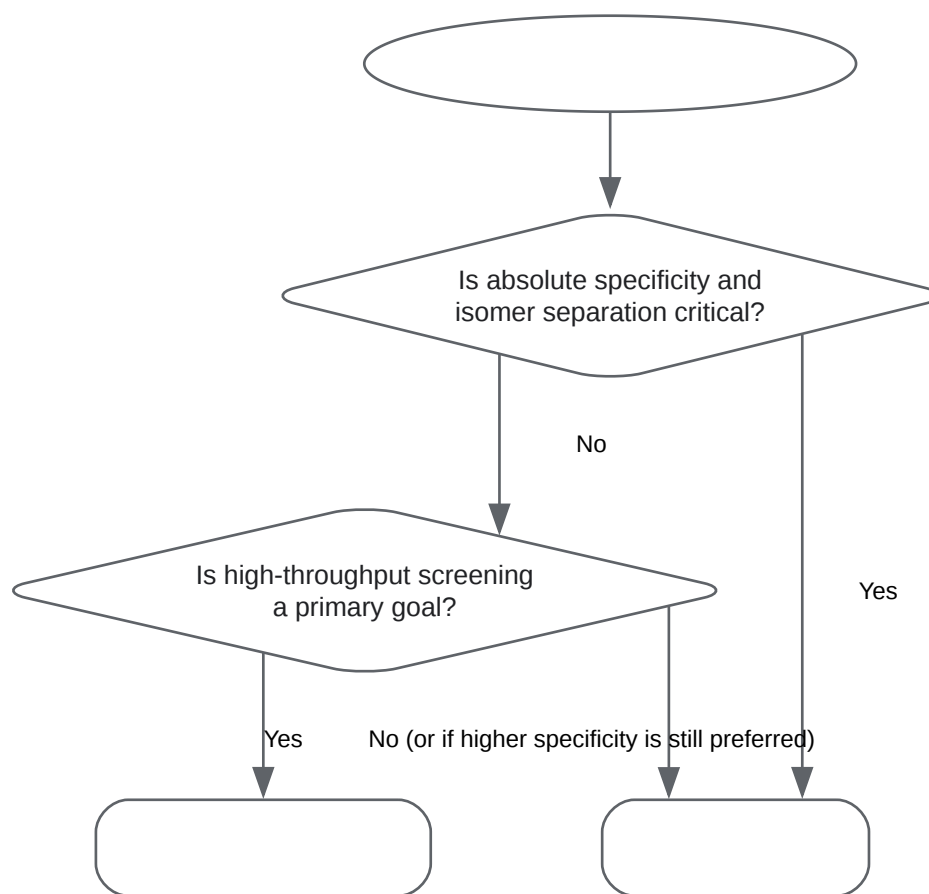 Is absolute specificity and
isomer separation critical?
No
Is high-throughput screening
a primary goal?
Yes
Yes
No (or if higher specificity is still preferred)